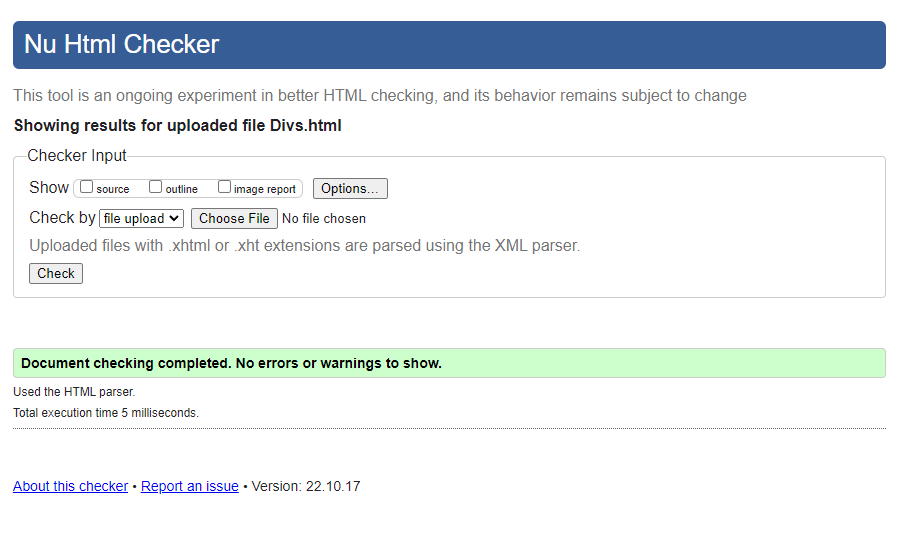 Nu Html Checker
This tool is an ongoing experiment in better HTML checking, and its behavior remains subject to change
Showing results for uploaded file Divs.html
Checker Input
Show source outline image report Options...
Check by file upload Choose File No file chosen
Uploaded files with .xhtml or .xht extensions are parsed using the XML parser.
Check
Document checking completed. No errors or warnings to show.
Used the HTML parser.
Total execution time 5 milliseconds.
About this checker • Report an issue • Version: 22.10.17